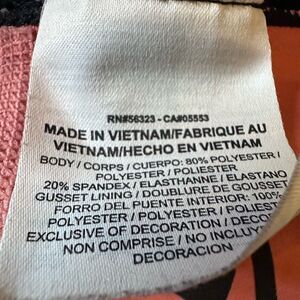 RN#56323 - CA#05553
MADE IN VIETNAM/FABRIQUE AU
VIETNAM/HECHO EN VIETNAM
BODY / CORPS / CUERPO: 80% POLYESTER /
POLYESTER / POLIESTER
20% SPANDEX / ELASTHANNE / ELASTANO
GUSSET LINING / DOUBLURE DE GOUSSET
FORRO DEL PUENTE INTERIOR: 100%
POLYESTER / POLYESTER / POLIESTER
EXCLUSIVE OF DECORATION / DECOR
NON COMPRISE / NO INCLUYE
DECORACION